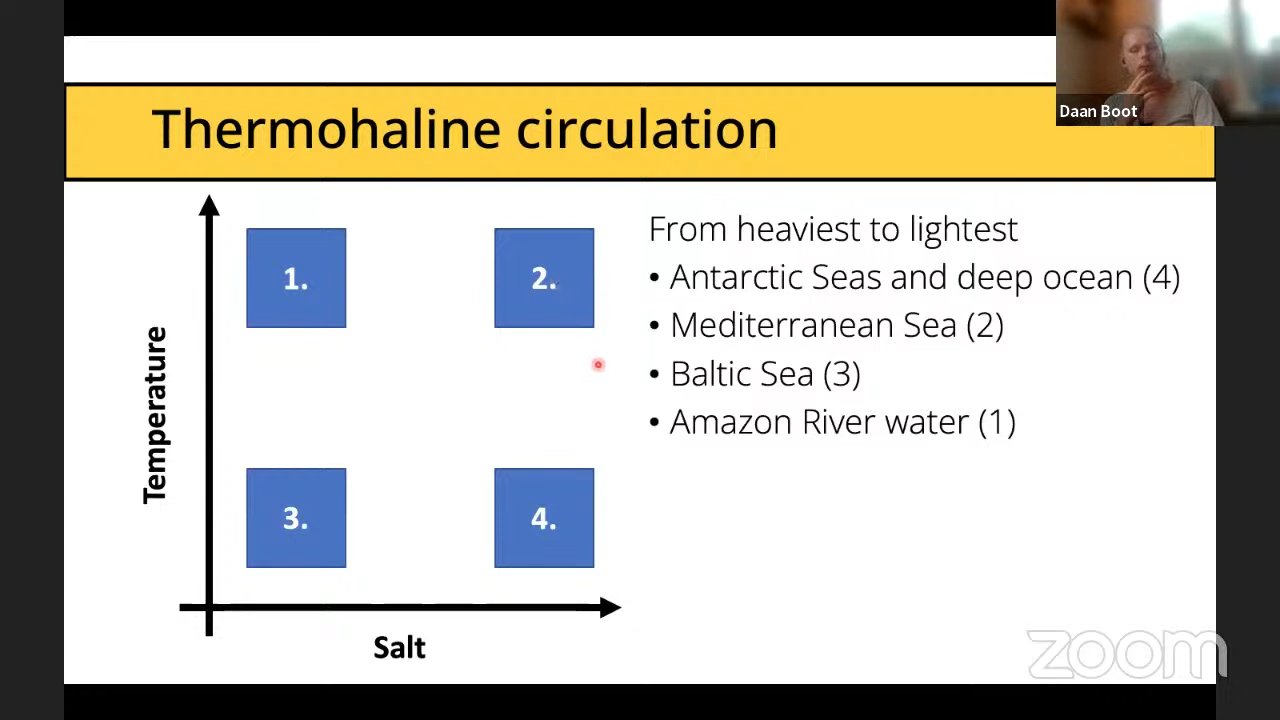 Daan Boot
Thermohaline circulation
Temperature
1.
2.
3.
4.
Salt
From heaviest to lightest
• Antarctic Seas and deep ocean (4)
• Mediterranean Sea (2)
• Baltic Sea (3)
• Amazon River water (1)
zoom